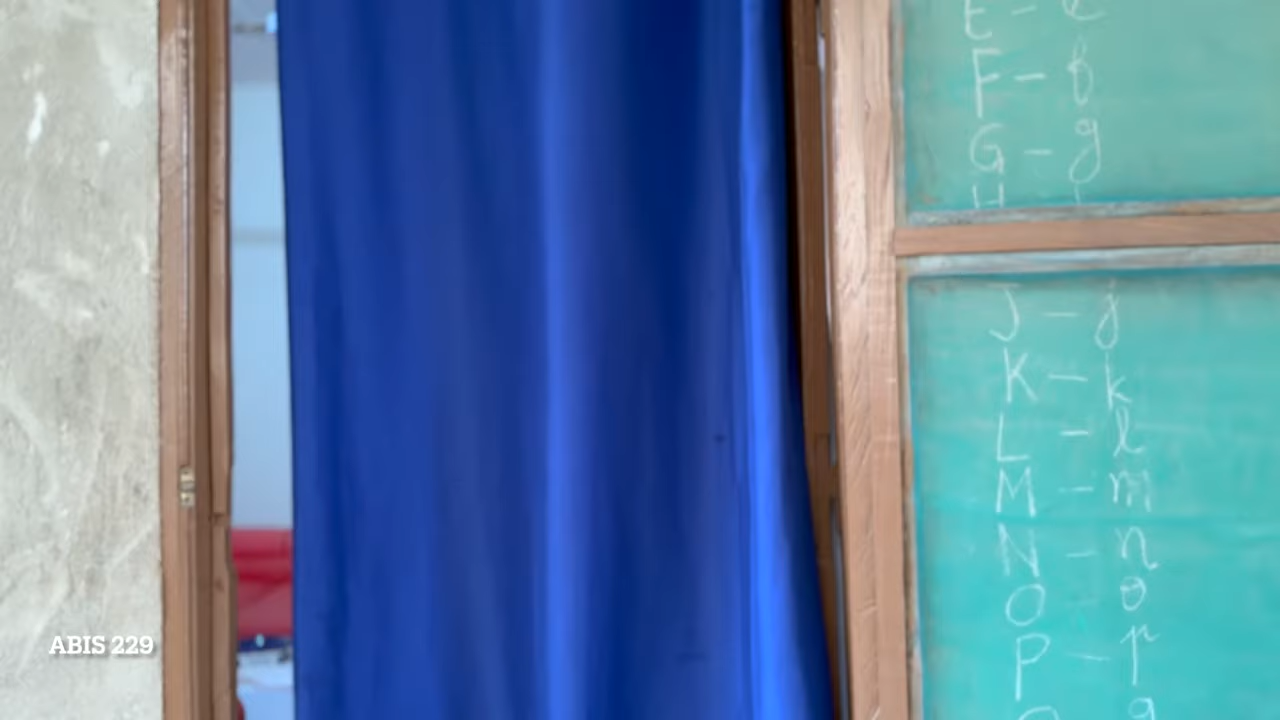 E - e
F - f
G - g
H
J - j
K - k
L - l
M - m
N - n
O - o
P - p
q
ABIS 229